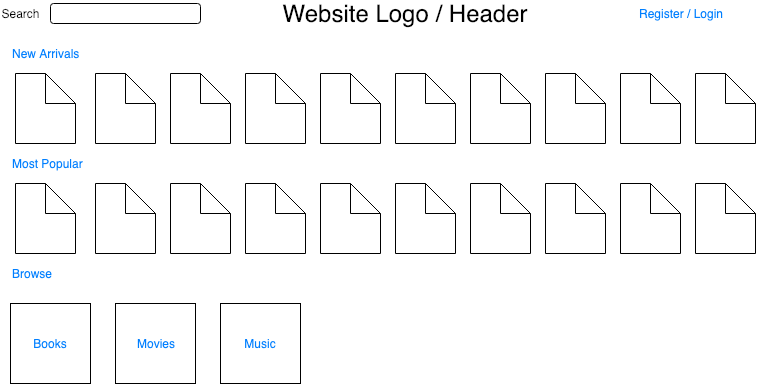 Search
Website Logo / Header
Register / Login
New Arrivals
Most Popular
Browse
Books
Movies
Music